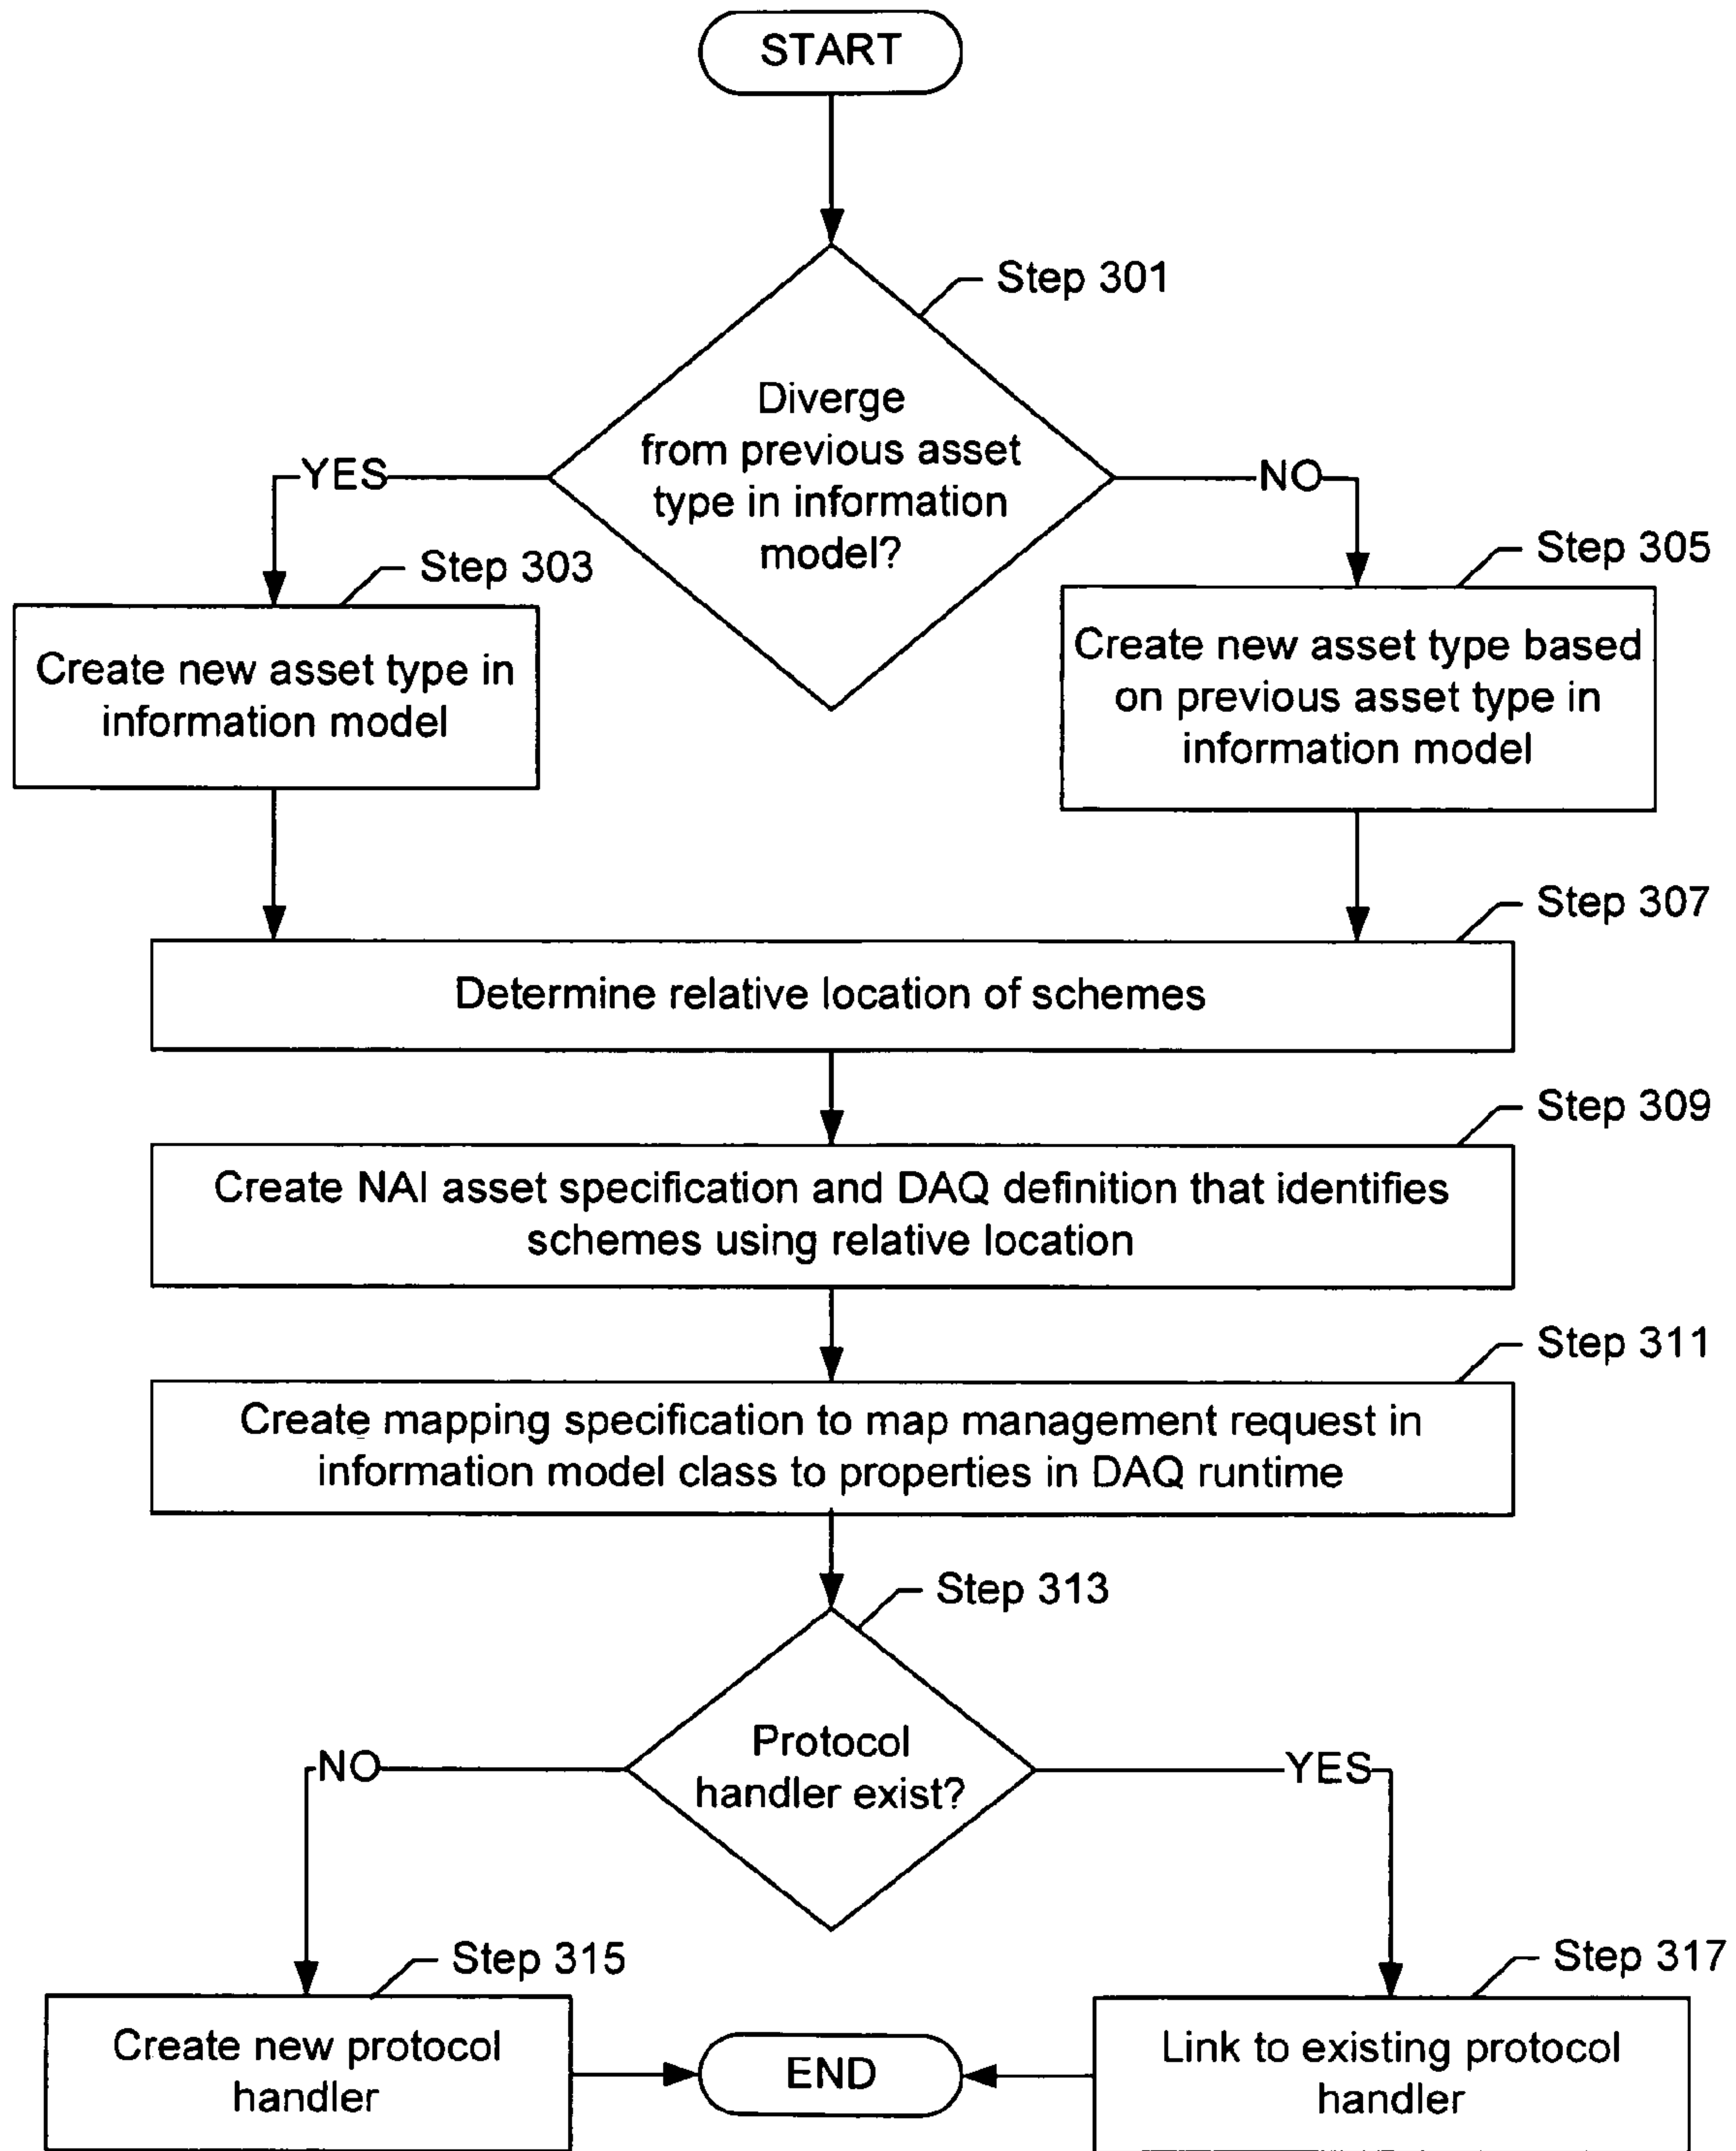 START
Step 301
Diverge
from previous asset
type in information
model?
YES
NO
Step 303
Step 305
Create new asset type in
information model
Create new asset type based
on previous asset type in
information model
Step 307
Determine relative location of schemes
Step 309
Create NAI asset specification and DAQ definition that identifies
schemes using relative location
Step 311
Create mapping specification to map management request in
information model class to properties in DAQ runtime
Step 313
Protocol
handler exist?
NO
YES
Step 315
Step 317
Create new protocol
handler
END
Link to existing protocol
handler